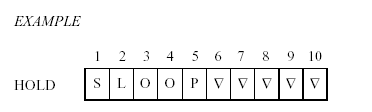 EXAMPLE
1 2 3 4 5 6 7 8 9 10
HOLD S L O O P ∇ ∇ ∇ ∇ ∇